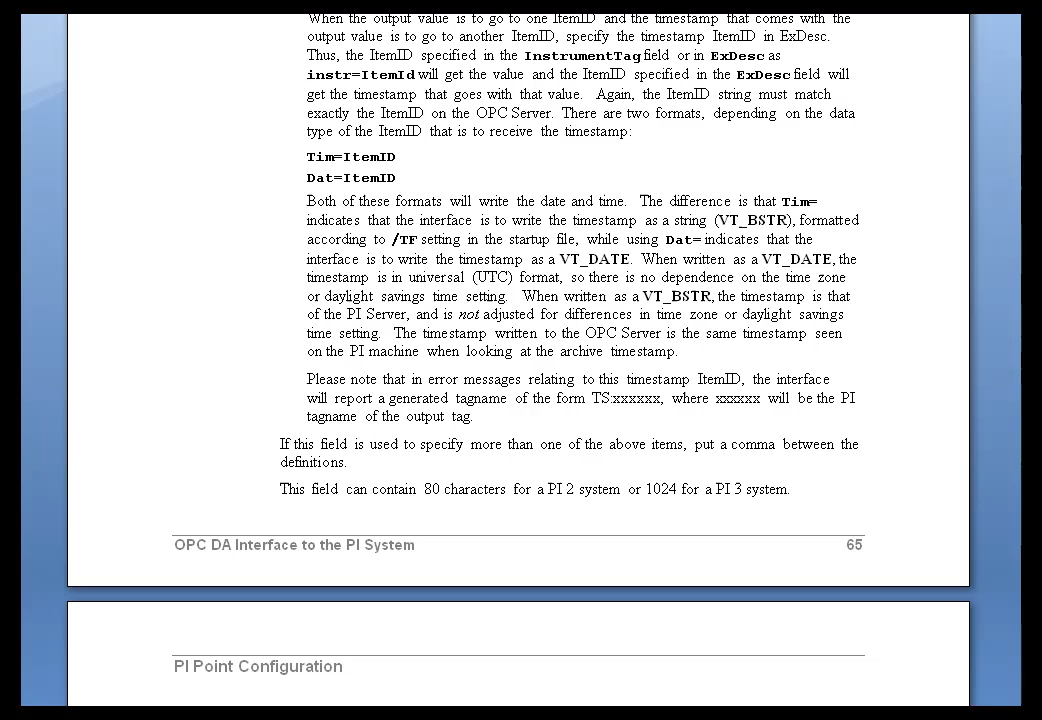 When the output value is to go to one ItemID and the timestamp that comes with the
output value is to go to another ItemID, specify the timestamp ItemID in ExDesc.
Thus, the ItemID specified in the InstrumentTag field or in ExDesc as
instr=ItemId will get the value and the ItemID specified in the ExDesc field will
get the timestamp that goes with that value. Again, the ItemID string must match
exactly the ItemID on the OPC Server. There are two formats, depending on the data
type of the ItemID that is to receive the timestamp:
Tim=ItemID
Dat=ItemID
Both of these formats will write the date and time. The difference is that Tim=
indicates that the interface is to write the timestamp as a string (VT_BSTR), formatted
according to /TF setting in the startup file, while using Dat= indicates that the
interface is to write the timestamp as a VT_DATE. When written as a VT_DATE, the
timestamp is in universal (UTC) format, so there is no dependence on the time zone
or daylight savings time setting. When written as a VT_BSTR, the timestamp is that
of the PI Server, and is not adjusted for differences in time zone or daylight savings
time setting. The timestamp written to the OPC Server is the same timestamp seen
on the PI machine when looking at the archive timestamp.
Please note that in error messages relating to this timestamp ItemID, the interface
will report a generated tagname of the form TS:xxxxxx, where xxxxxx will be the PI
tagname of the output tag.
If this field is used to specify more than one of the above items, put a comma between the
definitions.
This field can contain 80 characters for a PI 2 system or 1024 for a PI 3 system.
OPC DA Interface to the PI System 65
PI Point Configuration